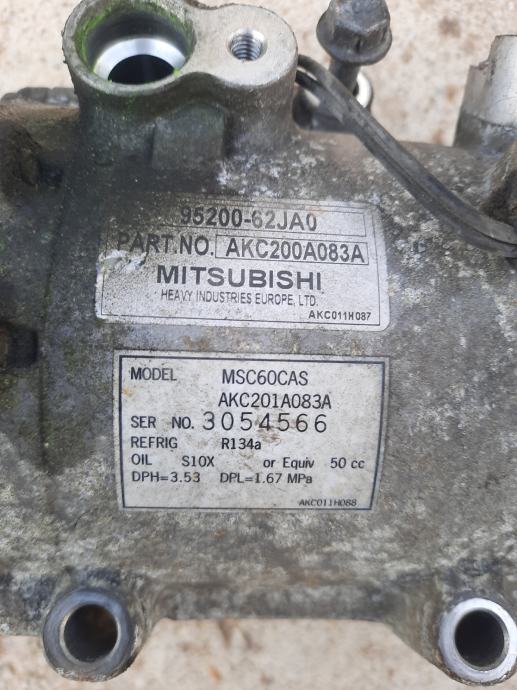 95200-62JA0
PART.NO. AKC200A083A
MITSUBISHI
HEAVY INDUSTRIES EUROPE, LTD.
AKC011H087
MODEL MSC60CAS
AKC201A083A
SER NO. 3054566
REFRIG R134a
OIL S10X or Equiv 50 cc
DPH=3.53 DPL=1.67 MPa
AKC011H088